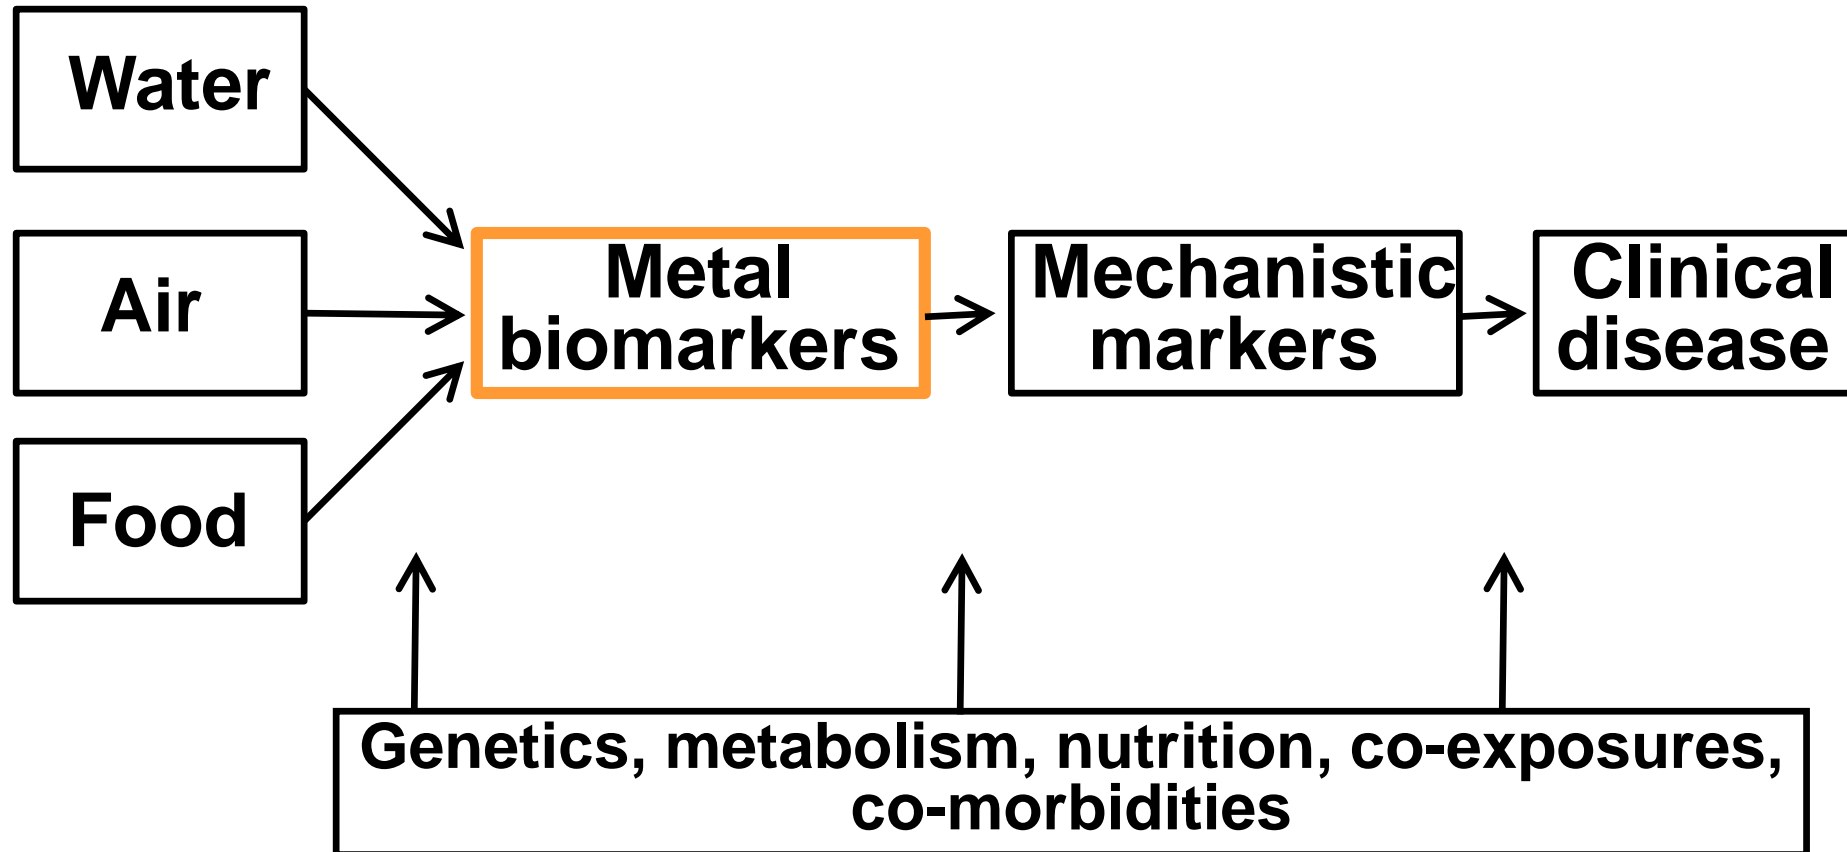 Water
Air
Food
Metal
biomarkers
Mechanistic
markers
Clinical
disease
Genetics, metabolism, nutrition, co-exposures,
co-morbidities